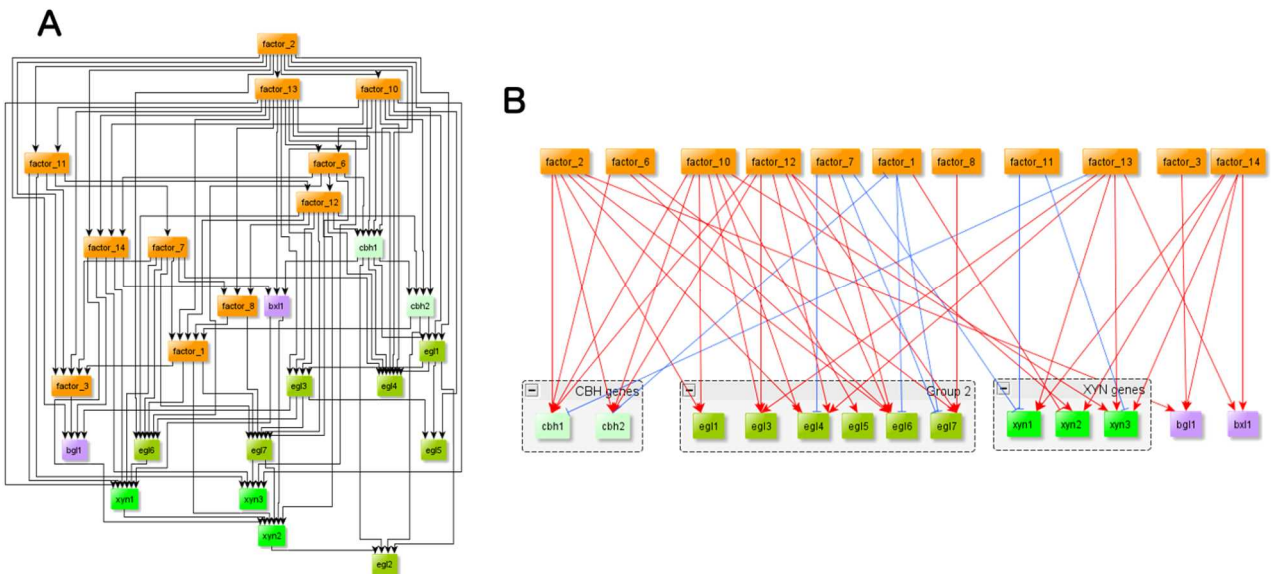 A
factor_2
factor_13
factor_10
factor_11
factor_6
factor_12
factor_14
factor_7
cbh1
factor_8
bxl1
cbh2
factor_1
egl1
factor_3
egl3
egl4
bgl1
egl6
egl7
egl5
xyn1
xyn3
xyn2
egl2
B
factor_2 factor_6 factor_10 factor_12 factor_7 factor_1 factor_8 factor_11 factor_13 factor_3 factor_14
CBH genes Group 2 XYN genes
cbh1 cbh2 egl1 egl3 egl4 egl5 egl6 egl7 xyn1 xyn2 xyn3 bgl1 bxl1